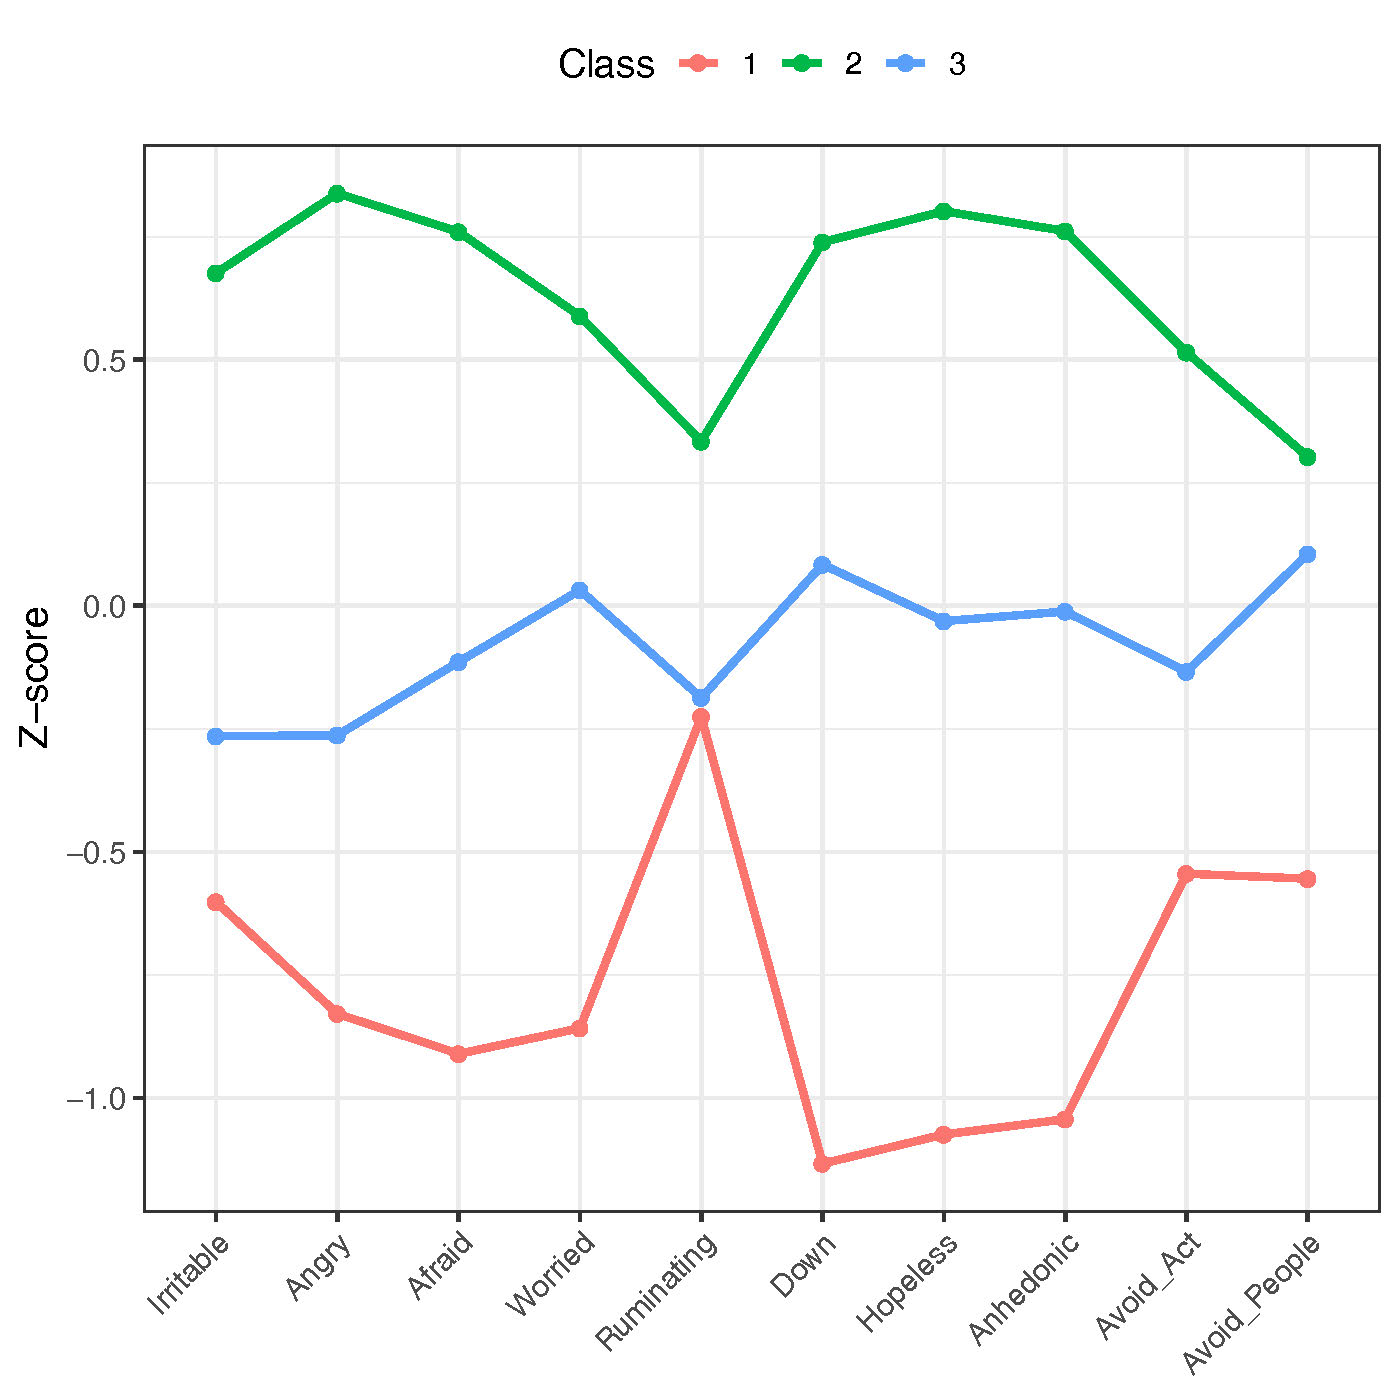 Class 1 2 3
Z−score
0.5
0.0
−0.5
−1.0
Irritable
Angry
Afraid
Worried
Ruminating
Down
Hopeless
Anhedonic
Avoid_Act
Avoid_People